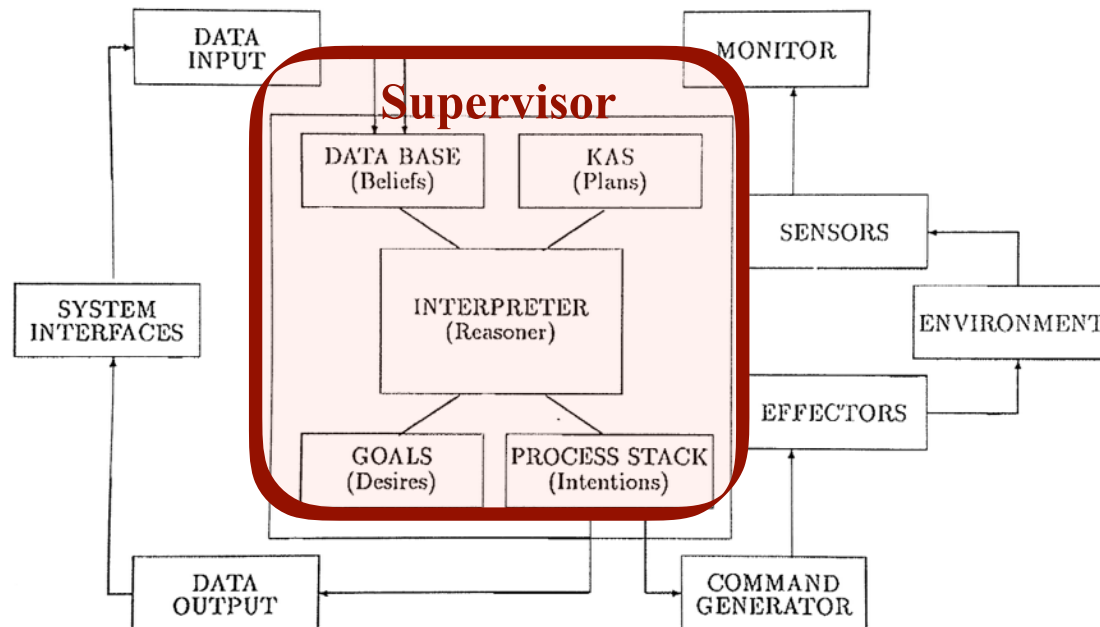 DATA
INPUT
MONITOR
Supervisor
DATA BASE
(Beliefs)
KAS
(Plans)
SENSORS
INTERPRETER
(Reasoner)
SYSTEM
INTERFACES
ENVIRONMENT
EFFECTORS
GOALS
(Desires)
PROCESS STACK
(Intentions)
DATA
OUTPUT
COMMAND
GENERATOR